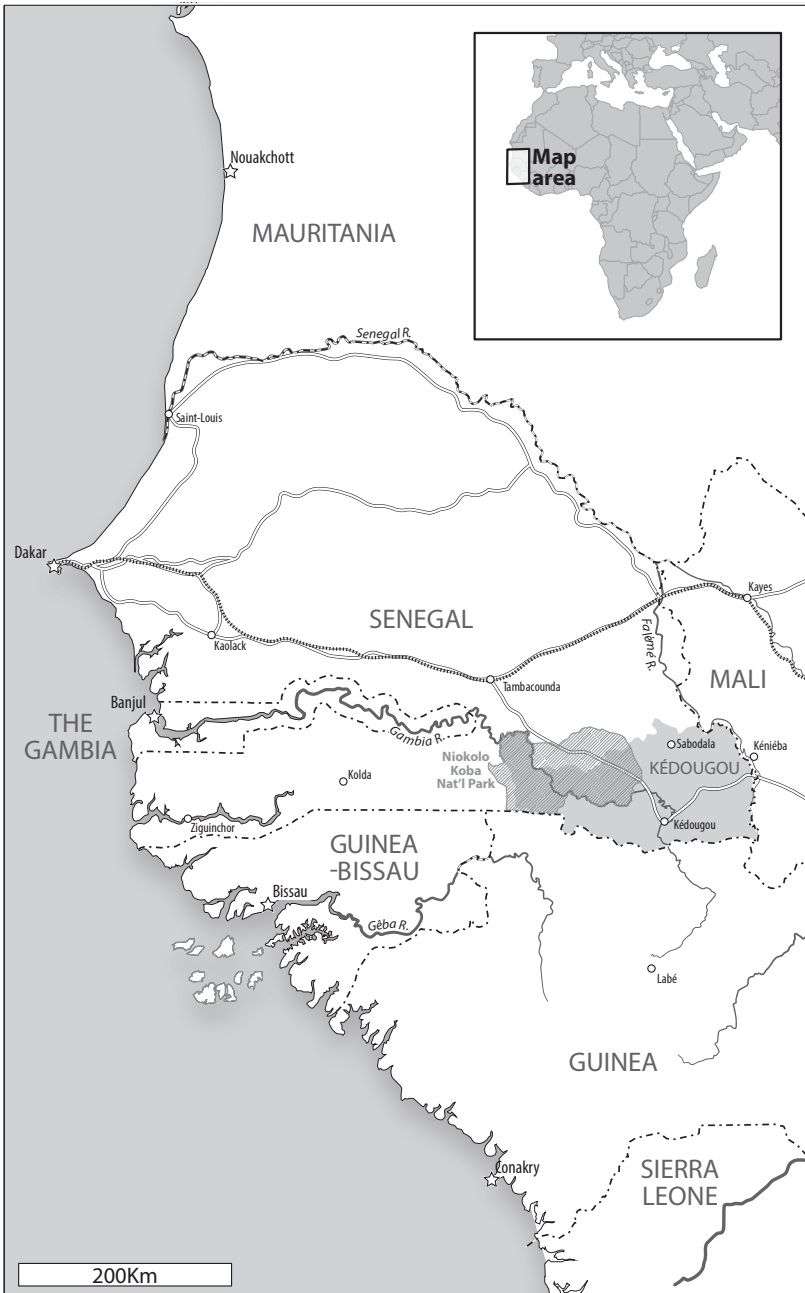 Map
area
Nouakchott
MAURITANIA
Senegal R.
Saint-Louis
Dakar
SENEGAL
Kayes
Kaolack
Falémé R.
Tambacounda
MALI
Banjul
THE
GAMBIA
Gambia R.
Sabodala
Kéniéba
Niokolo
Koba
Nat'l Park
KÉDOUGOU
Kolda
Ziguinchor
Kédougou
GUINEA
-BISSAU
Bissau
Gêba R.
Labé
GUINEA
Conakry
SIERRA
LEONE
200Km